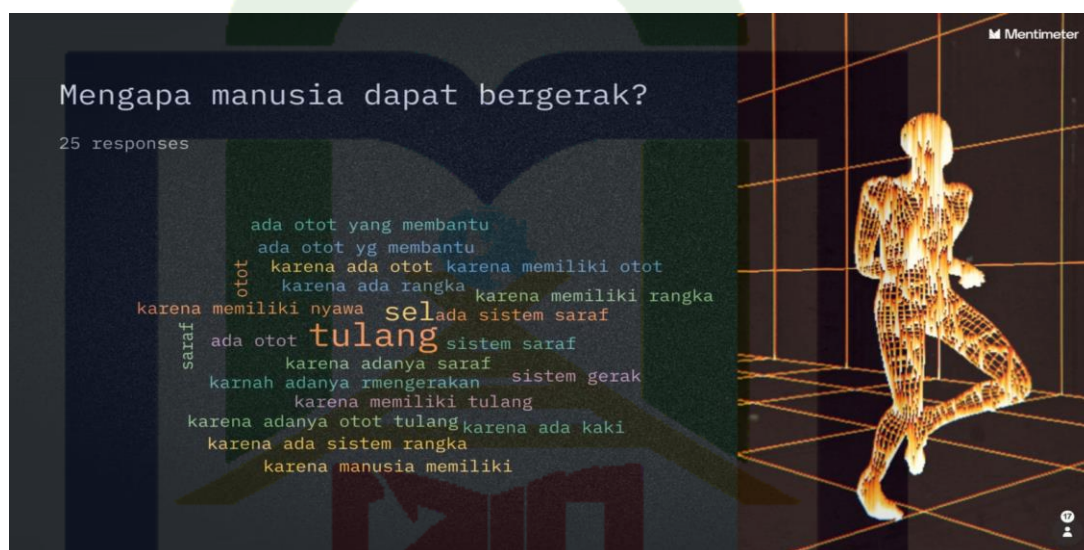 Mentimeter
Mengapa manusia dapat bergerak?
25 responses
ada otot yang membantu
ada otot yg membantu
otot
karena ada otot karena memiliki otot
karena ada rangka
karena memiliki rangka
karena memiliki nyawa sel ada sistem saraf
saraf
ada otot tulang sistem saraf
karena adanya saraf
karnah adanya rmengerakan sistem gerak
karena memiliki tulang
karena adanya otot tulang karena ada kaki
karena ada sistem rangka
karena manusia memiliki
17